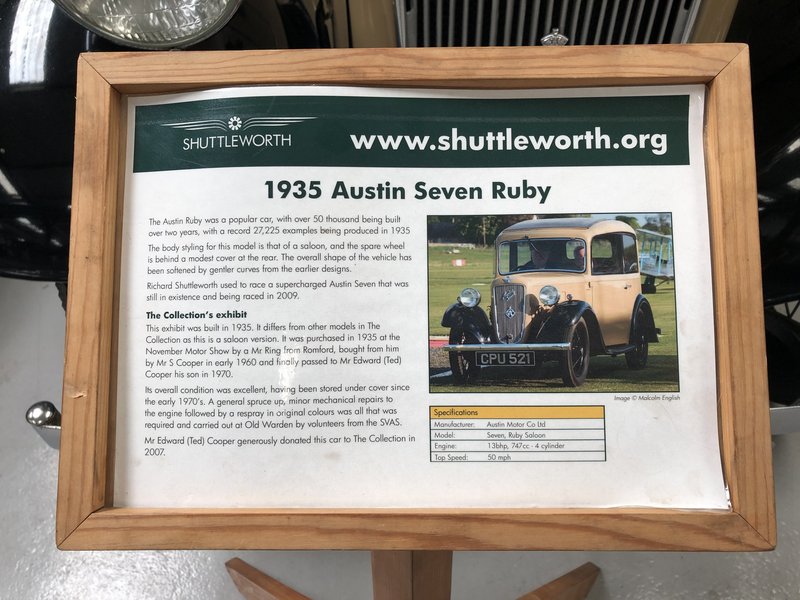 SHUTTLEWORTH
www.shuttleworth.org
1935 Austin Seven Ruby
The Austin Ruby was a popular car, with over 50 thousand being built
over two years, with a record 27,225 examples being produced in 1935
The body styling for this model is that of a saloon, and the spare wheel
is behind a modest cover at the rear. The overall shape of the vehicle has
been softened by gentler curves from the earlier designs.
Richard Shuttleworth used to race a supercharged Austin Seven that was
still in existence and being raced in 2009.
The Collection's exhibit
This exhibit was built in 1935. It differs from other models in The
Collection as this is a saloon version. It was purchased in 1935 at the
November Motor Show by a Mr Ring from Romford, bought from him
by Mr S Cooper in early 1960 and finally passed to Mr Edward (Ted)
Cooper his son in 1970.
Its overall condition was excellent, having been stored under cover since
the early 1970's. A general spruce up, minor mechanical repairs to
the engine followed by a respray in original colours was all that was
required and carried out at Old Warden by volunteers from the SVAS.
Mr Edward (Ted) Cooper generously donated this car to The Collection in
2007.
CPU 521
Image © Malcolm English
Specifications
Manufacturer: Austin Motor Co Ltd
Model: Seven, Ruby Saloon
Engine: 13bhp, 747cc - 4 cylinder
Top Speed: 50 mph